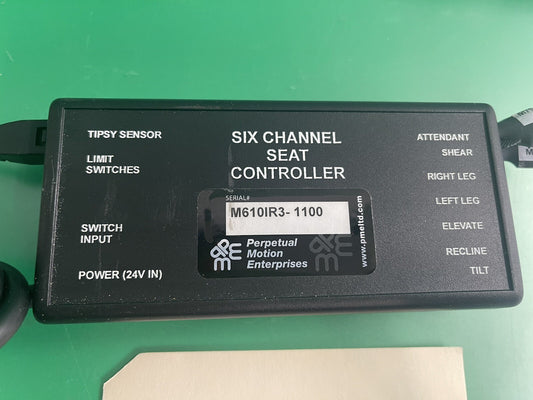 TIPSY SENSOR
LIMIT
SWITCHES
SWITCH
INPUT
POWER (24V IN)
SIX CHANNEL
SEAT
CONTROLLER
SERIAL#
M610IR3- 1100
Perpetual
Motion
Enterprises
www.pmeltd.com
ATTENDANT
SHEAR
RIGHT LEG
LEFT LEG
ELEVATE
RECLINE
TILT